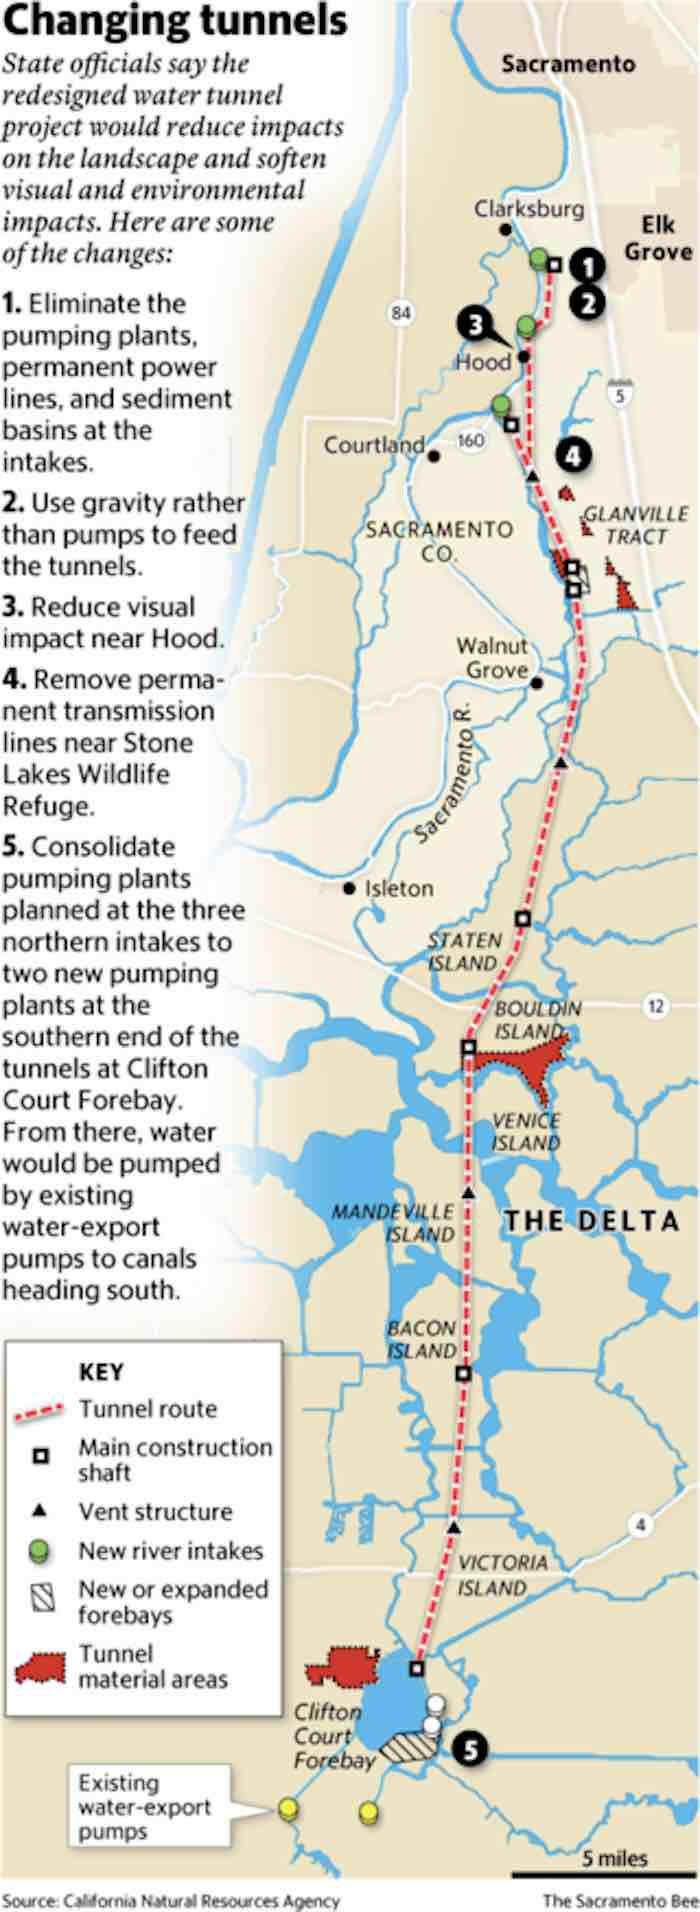 Changing tunnels
State officials say the
redesigned water tunnel
project would reduce impacts
on the landscape and soften
visual and environmental
impacts. Here are some
of the changes:
1. Eliminate the
pumping plants,
permanent power
lines, and sediment
basins at the
intakes.
2. Use gravity rather
than pumps to feed
the tunnels.
3. Reduce visual
impact near Hood.
4. Remove perma-
nent transmission
lines near Stone
Lakes Wildlife
Refuge.
5. Consolidate
pumping plants
planned at the three
northern intakes to
two new pumping
plants at the
southern end of the
tunnels at Clifton
Court Forebay.
From there, water
would be pumped
by existing
water-export
pumps to canals
heading south.
KEY
Tunnel route
Main construction
shaft
Vent structure
New river intakes
New or expanded
forebays
Tunnel
material areas
Sacramento
Clarksburg
Elk
Grove
1
2
84
3
Hood
5
160
Courtland
4
GLANVILLE
TRACT
SACRAMENTO
CO.
Walnut
Grove
Sacramento R.
Isleton
STATEN
ISLAND
BOULDIN
ISLAND
12
VENICE
ISLAND
MANDEVILLE
ISLAND
THE DELTA
BACON
ISLAND
4
VICTORIA
ISLAND
Clifton
Court
Forebay
5
Existing
water-export
pumps
5 miles
Source: California Natural Resources Agency
The Sacramento Bee